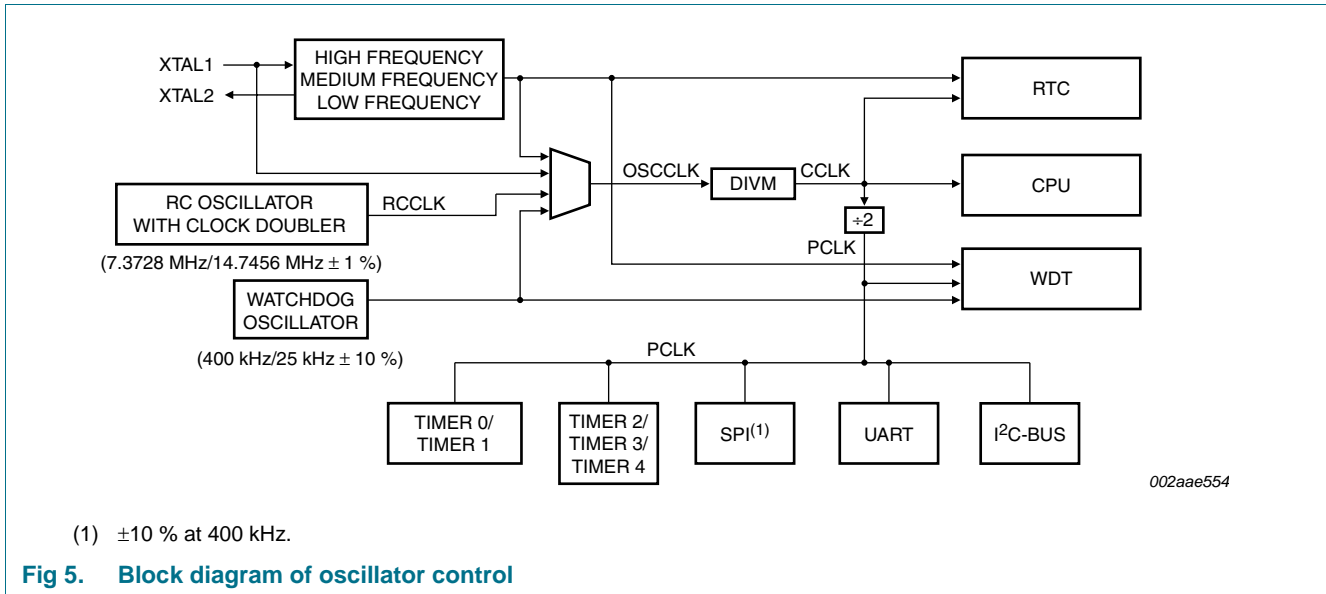 XTAL1
XTAL2
HIGH FREQUENCY
MEDIUM FREQUENCY
LOW FREQUENCY
RTC
OSCCLK
DIVM
CCLK
CPU
RC OSCILLATOR
WITH CLOCK DOUBLER
RCCLK
÷2
(7.3728 MHz/14.7456 MHz ± 1 %)
PCLK
WDT
WATCHDOG
OSCILLATOR
(400 kHz/25 kHz ± 10 %)
PCLK
TIMER 0/
TIMER 1
TIMER 2/
TIMER 3/
TIMER 4
SPI(1)
UART
I2C-BUS
002aae554
(1) ±10 % at 400 kHz.
Fig 5. Block diagram of oscillator control